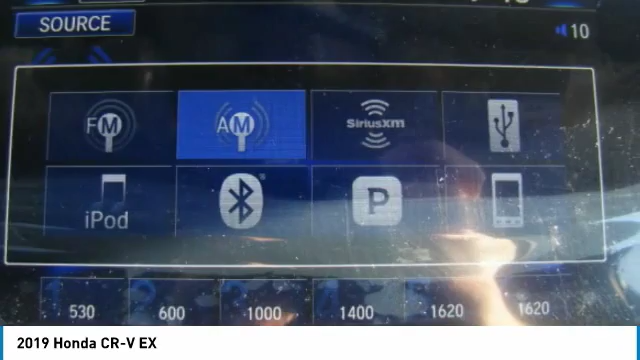 SOURCE
10
FM
AM
SiriusXM
iPod
P
530 600 1000 1400 1620 1620
2019 Honda CR-V EX